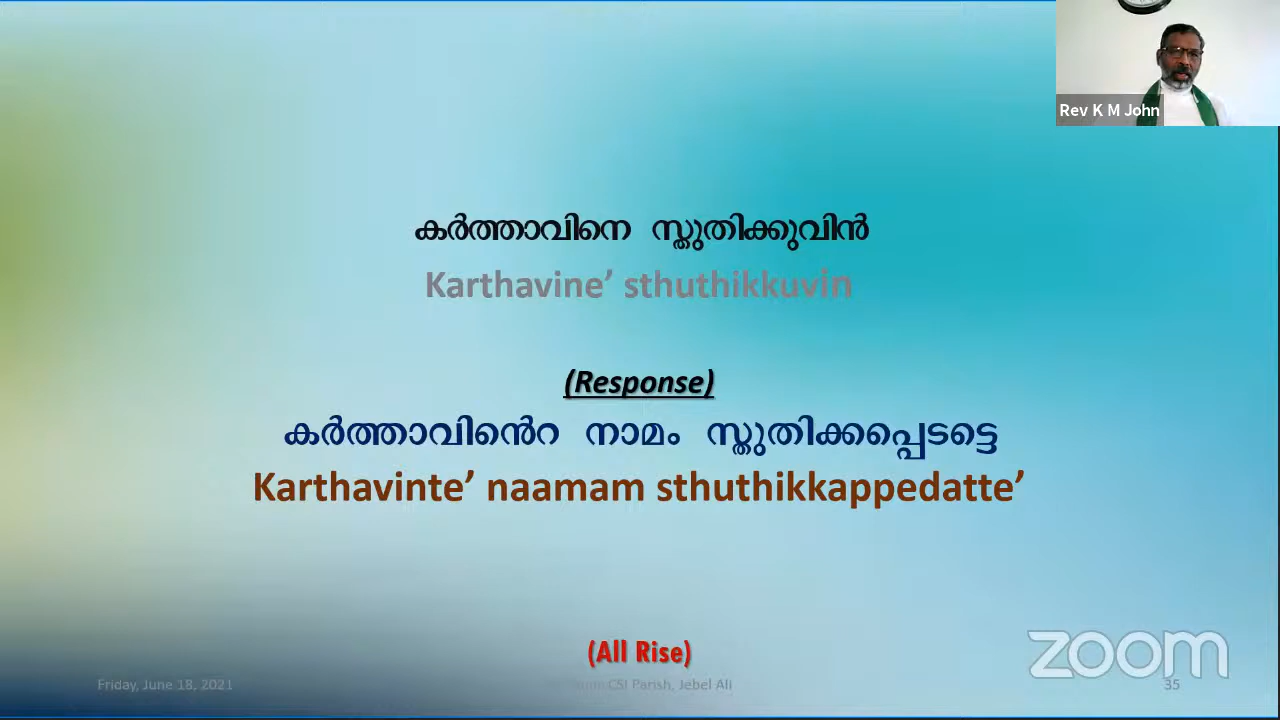 Rev K M John
കർത്താവിനെ സ്തുതിക്കുവിൻ
Karthavine’ sthuthikkuvin
(Response)
കർത്താവിൻെറ നാമം സ്തുതിക്കപ്പെടട്ടെ
Karthavinte’ naamam sthuthikkappedatte’
(All Rise)
zoom
Friday, June 18, 2021 CSI Parish, Jebel Ali 35